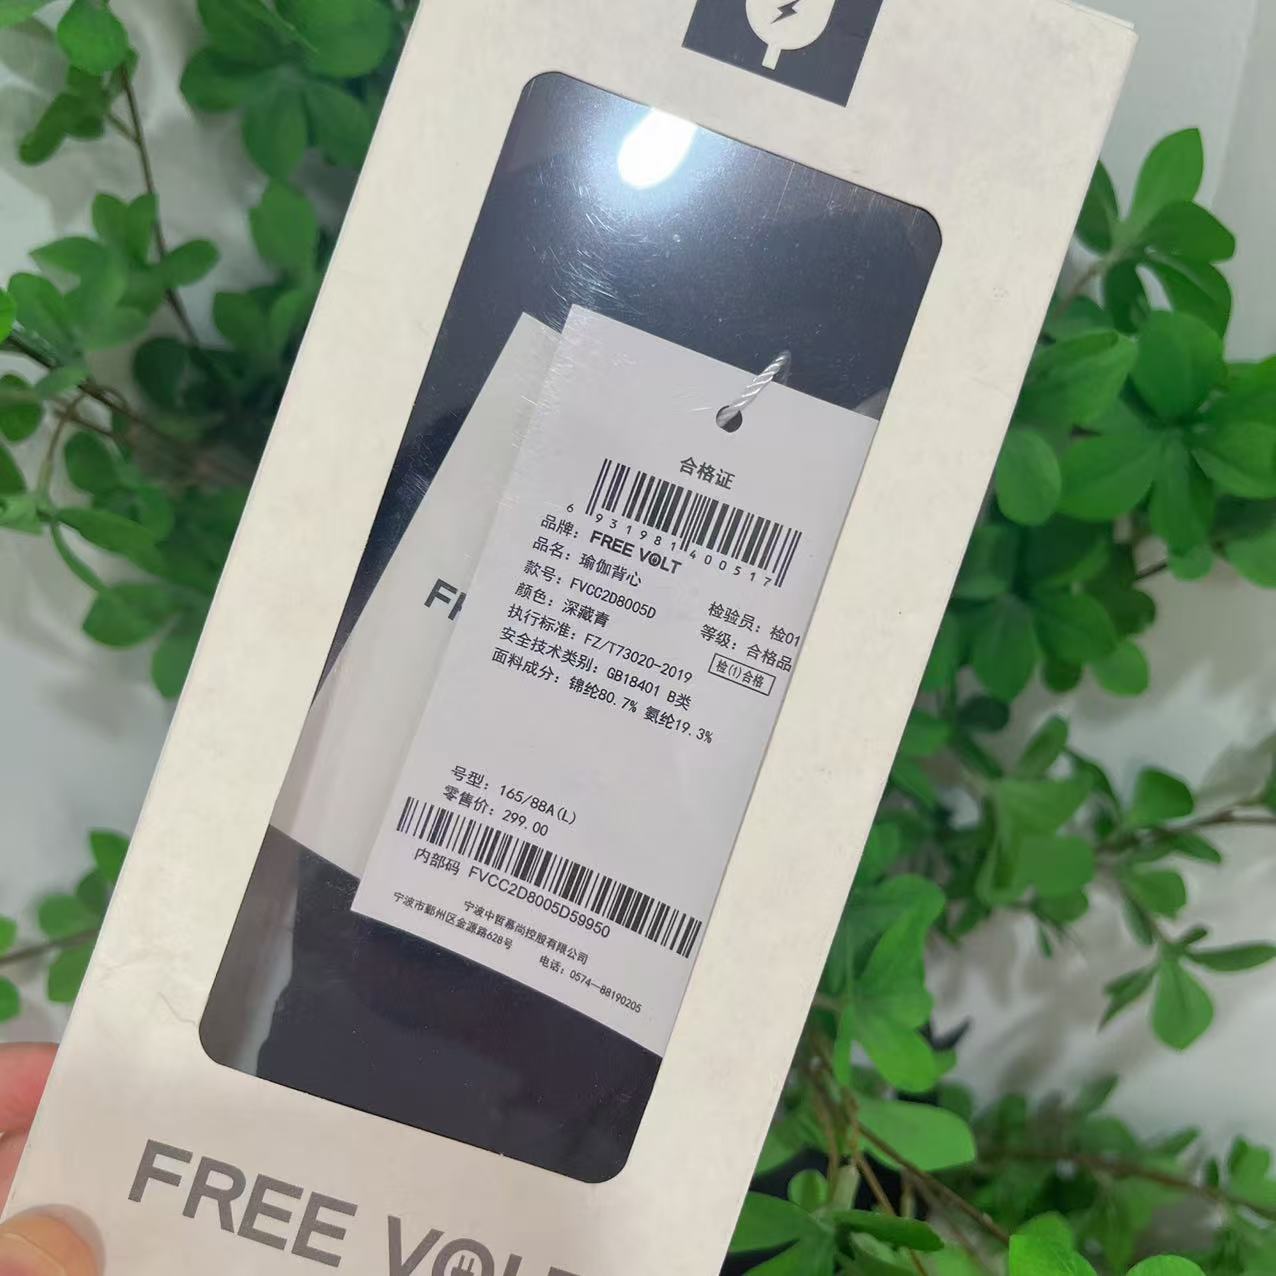 合格证
6 931981 400517
品牌: FREE VOLT
品名: 瑜伽背心
款号: FVCC2D8005D
检验员: 检01
颜色: 深藏青
等级: 合格品
执行标准: FZ/T73020-2019
检(1)合格
安全技术类别: GB18401 B类
面料成分: 锦纶80.7% 氨纶19.3%
号型: 165/88A(L)
零售价: 299.00
内部码 FVCC2D8005D59950
宁波中哲慕尚控股有限公司
宁波市鄞州区金源路628号
电话: 0574—88190205
FREE VOLT